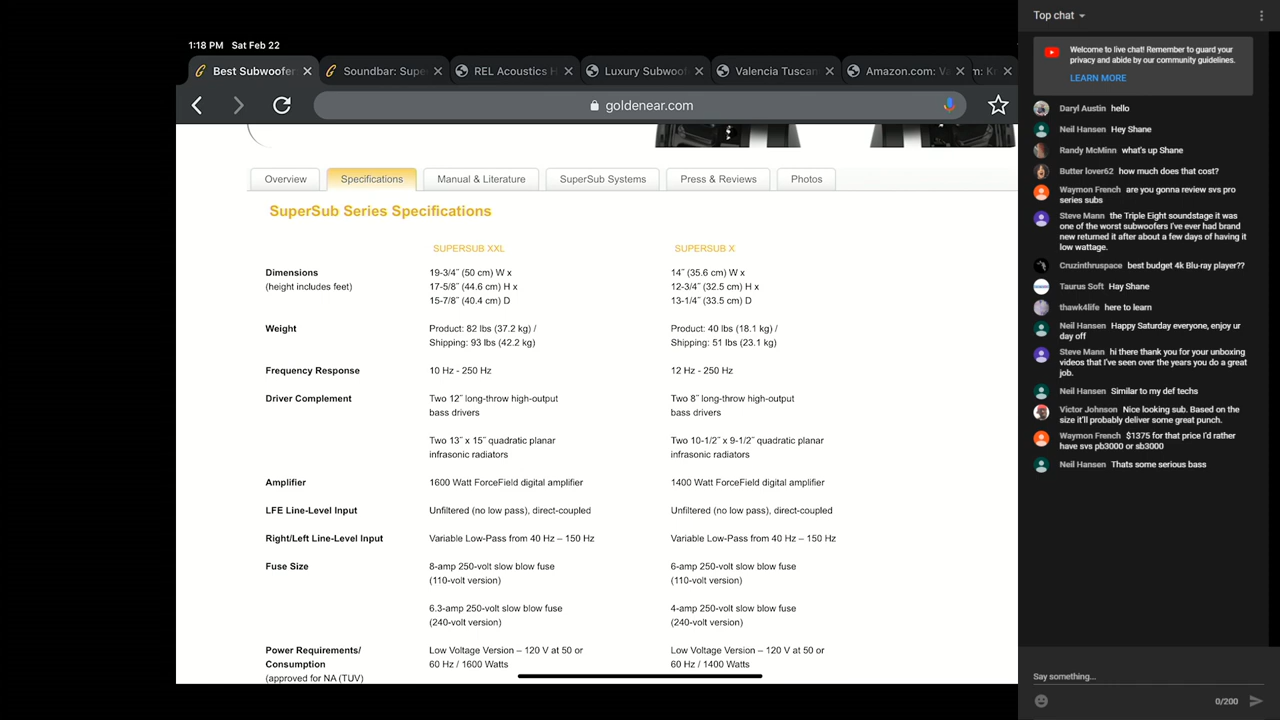 1:18 PM Sat Feb 22
Best Subwoofer
Soundbar: Supe
REL Acoustics H
Luxury Subwoo
Valencia Tuscan
Amazon.com: Va
goldenear.com
Overview
Specifications
Manual & Literature
SuperSub Systems
Press & Reviews
Photos
SuperSub Series Specifications
SUPERSUB XXL
SUPERSUB X
Dimensions
(height includes feet)
19-3/4˝ (50 cm) W x
17-5/8˝ (44.6 cm) H x
15-7/8˝ (40.4 cm) D
14˝ (35.6 cm) W x
12-3/4˝ (32.5 cm) H x
13-1/4˝ (33.5 cm) D
Weight
Product: 82 lbs (37.2 kg) /
Shipping: 93 lbs (42.2 kg)
Product: 40 lbs (18.1 kg) /
Shipping: 51 lbs (23.1 kg)
Frequency Response
10 Hz - 250 Hz
12 Hz - 250 Hz
Driver Complement
Two 12˝ long-throw high-output
bass drivers
Two 8˝ long-throw high-output
bass drivers
Two 13˝ x 15˝ quadratic planar
infrasonic radiators
Two 10-1/2˝ x 9-1/2˝ quadratic planar
infrasonic radiators
Amplifier
1600 Watt ForceField digital amplifier
1400 Watt ForceField digital amplifier
LFE Line-Level Input
Unfiltered (no low pass), direct-coupled
Unfiltered (no low pass), direct-coupled
Right/Left Line-Level Input
Variable Low-Pass from 40 Hz – 150 Hz
Variable Low-Pass from 40 Hz – 150 Hz
Fuse Size
8-amp 250-volt slow blow fuse
(110-volt version)
6-amp 250-volt slow blow fuse
(110-volt version)
6.3-amp 250-volt slow blow fuse
(240-volt version)
4-amp 250-volt slow blow fuse
(240-volt version)
Power Requirements/
Consumption
(approved for NA (TUV)
Low Voltage Version – 120 V at 50 or
60 Hz / 1600 Watts
Low Voltage Version – 120 V at 50 or
60 Hz / 1400 Watts
Top chat
Welcome to live chat! Remember to guard your
privacy and abide by our community guidelines.
LEARN MORE
Daryl Austin hello
Neil Hansen Hey Shane
Randy McMinn what's up Shane
Butter lover62 how much does that cost?
Waymon French are you gonna review svs pro
series subs
Steve Mann the Triple Eight soundstage it was
one of the worst subwoofers I've ever had brand
new returned it after about a few days of having it
low wattage.
Cruzinthruspace best budget 4k Blu-ray player??
Taurus Soft Hay Shane
thawk4life here to learn
Neil Hansen Happy Saturday everyone, enjoy ur
day off
Steve Mann hi there thank you for your unboxing
videos that I've seen over the years you do a great
job.
Neil Hansen Similar to my def techs
Victor Johnson Nice looking sub. Based on the
size it'll probably deliver some great punch.
Waymon French $1375 for that price I'd rather
have svs pb3000 or sb3000
Neil Hansen Thats some serious bass
Say something...
0/200